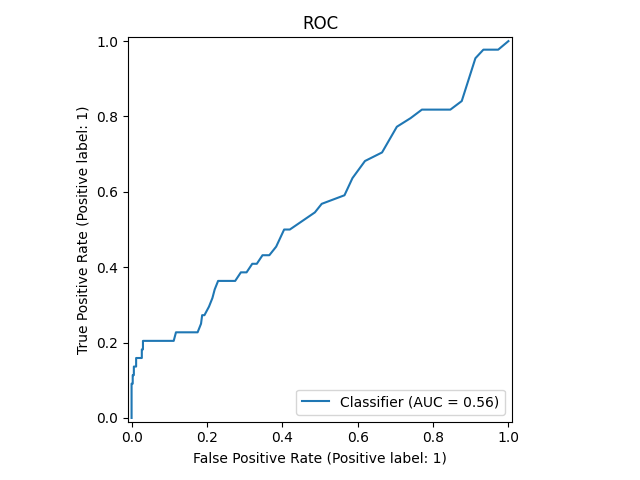 ROC
1.0
0.8
0.6
0.4
0.2
0.0
True Positive Rate (Positive label: 1)
Classifier (AUC = 0.56)
0.0 0.2 0.4 0.6 0.8 1.0
False Positive Rate (Positive label: 1)